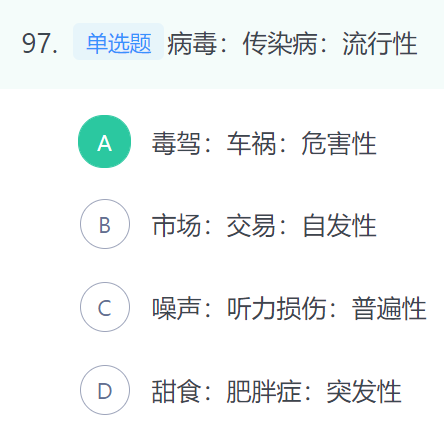 97. 单选题 病毒：传染病：流行性
A 毒驾：车祸：危害性
B 市场：交易：自发性
C 噪声：听力损伤：普遍性
D 甜食：肥胖症：突发性